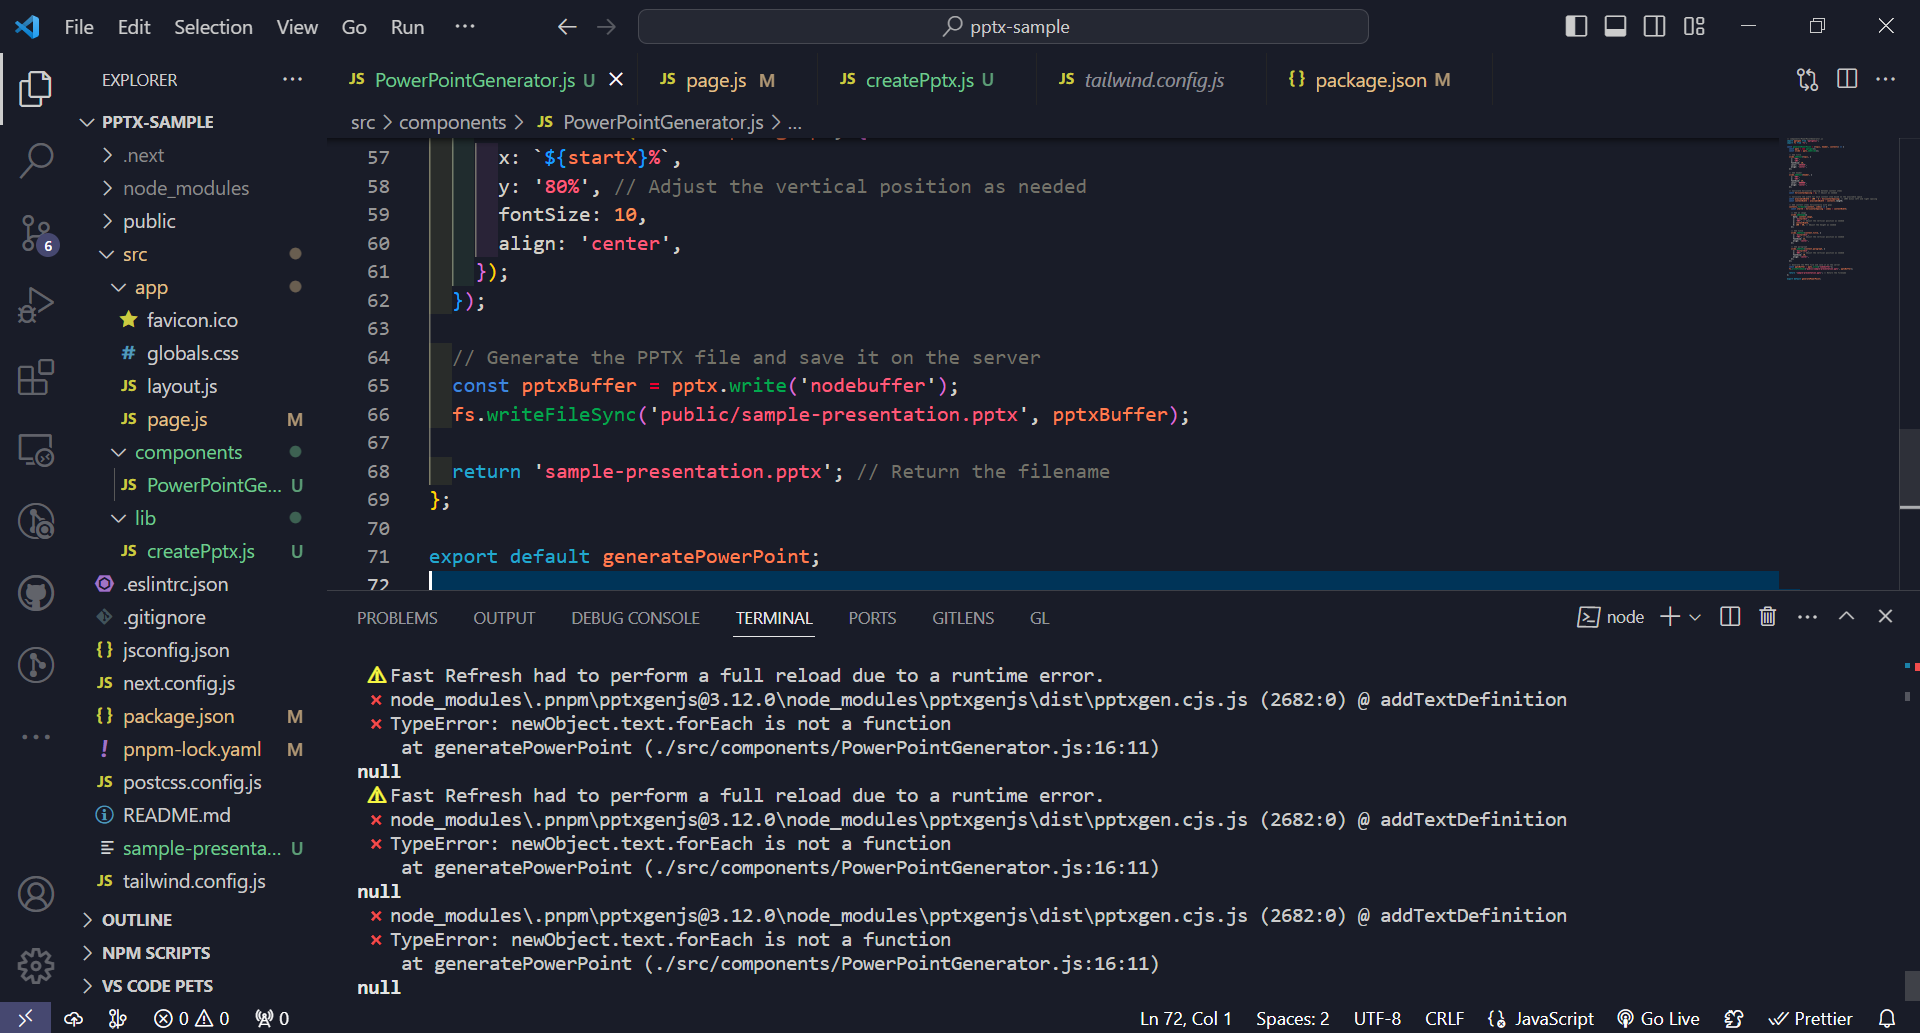 File Edit Selection View Go Run ···
pptx-sample
EXPLORER
PPTX-SAMPLE
.next
node_modules
public
src
app
favicon.ico
# globals.css
JS layout.js
JS page.js M
components
JS PowerPointGe... U
lib
JS createPptx.js U
.eslintrc.json
.gitignore
{} jsconfig.json
JS next.config.js
{} package.json M
! pnpm-lock.yaml M
JS postcss.config.js
README.md
sample-presenta... U
JS tailwind.config.js
OUTLINE
NPM SCRIPTS
VS CODE PETS
6
JS PowerPointGenerator.js U
JS page.js M
JS createPptx.js U
JS tailwind.config.js
{} package.json M
src > components > JS PowerPointGenerator.js > ...
57 x: `${startX}%`,
58 y: '80%', // Adjust the vertical position as needed
59 fontSize: 10,
60 align: 'center',
61 });
62 });
63
64 // Generate the PPTX file and save it on the server
65 const pptxBuffer = pptx.write('nodebuffer');
66 fs.writeFileSync('public/sample-presentation.pptx', pptxBuffer);
67
68 return 'sample-presentation.pptx'; // Return the filename
69 };
70
71 export default generatePowerPoint;
72
PROBLEMS OUTPUT DEBUG CONSOLE TERMINAL PORTS GITLENS GL
node
Fast Refresh had to perform a full reload due to a runtime error.
× node_modules\.pnpm\pptxgenjs@3.12.0\node_modules\pptxgenjs\dist\pptxgen.cjs.js (2682:0) @ addTextDefinition
× TypeError: newObject.text.forEach is not a function
at generatePowerPoint (./src/components/PowerPointGenerator.js:16:11)
null
Fast Refresh had to perform a full reload due to a runtime error.
× node_modules\.pnpm\pptxgenjs@3.12.0\node_modules\pptxgenjs\dist\pptxgen.cjs.js (2682:0) @ addTextDefinition
× TypeError: newObject.text.forEach is not a function
at generatePowerPoint (./src/components/PowerPointGenerator.js:16:11)
null
× node_modules\.pnpm\pptxgenjs@3.12.0\node_modules\pptxgenjs\dist\pptxgen.cjs.js (2682:0) @ addTextDefinition
× TypeError: newObject.text.forEach is not a function
at generatePowerPoint (./src/components/PowerPointGenerator.js:16:11)
null
0 0 0
Ln 72, Col 1 Spaces: 2 UTF-8 CRLF JavaScript Go Live Prettier